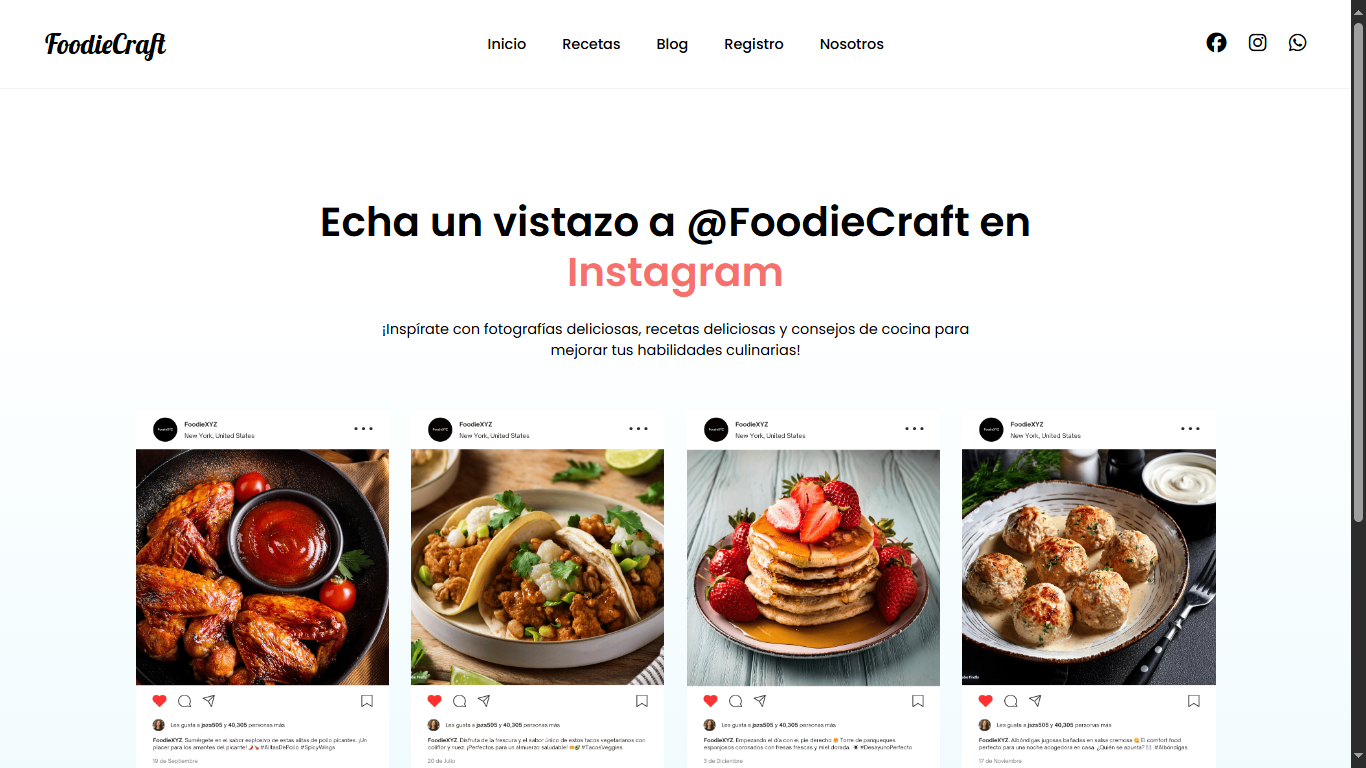 FoodieCraft
Inicio
Recetas
Blog
Registro
Nosotros
Echa un vistazo a @FoodieCraft en
Instagram
¡Inspírate con fotografías deliciosas, recetas deliciosas y consejos de cocina para
mejorar tus habilidades culinarias!
FoodieXYZ
FoodieXYZ
New York, United States
Les gusta a jszs505 y 40,305 personas más
FoodieXYZ Sumérgete en el sabor explosivo de estas alitas de pollo picantes. ¡Un
placer para los amantes del picante! 🌶️🍗 #AlitasDePollo #SpicyWings
19 de Septiembre
FoodieXYZ
FoodieXYZ
New York, United States
Les gusta a jszs505 y 40,305 personas más
FoodieXYZ Disfruta de la frescura y el sabor único de estos tacos vegetarianos con
coliflor y nuez. ¡Perfectos para un almuerzo saludable! 🌮🥑 #TacosVeggies
20 de Julio
FoodieXYZ
FoodieXYZ
New York, United States
Les gusta a jszs505 y 40,305 personas más
FoodieXYZ Empezando el día con el pie derecho 🥞 Torre de panqueques
esponjosos coronados con fresas frescas y miel dorada. ☀️ #DesayunoPerfecto
3 de Diciembre
FoodieXYZ
FoodieXYZ
New York, United States
Les gusta a jszs505 y 40,305 personas más
FoodieXYZ Albóndigas jugosas bañadas en salsa cremosa 😋 El comfort food
perfecto para una noche acogedora en casa. ¿Quién se apunta? 🍽️ #Albóndigas
17 de Noviembre